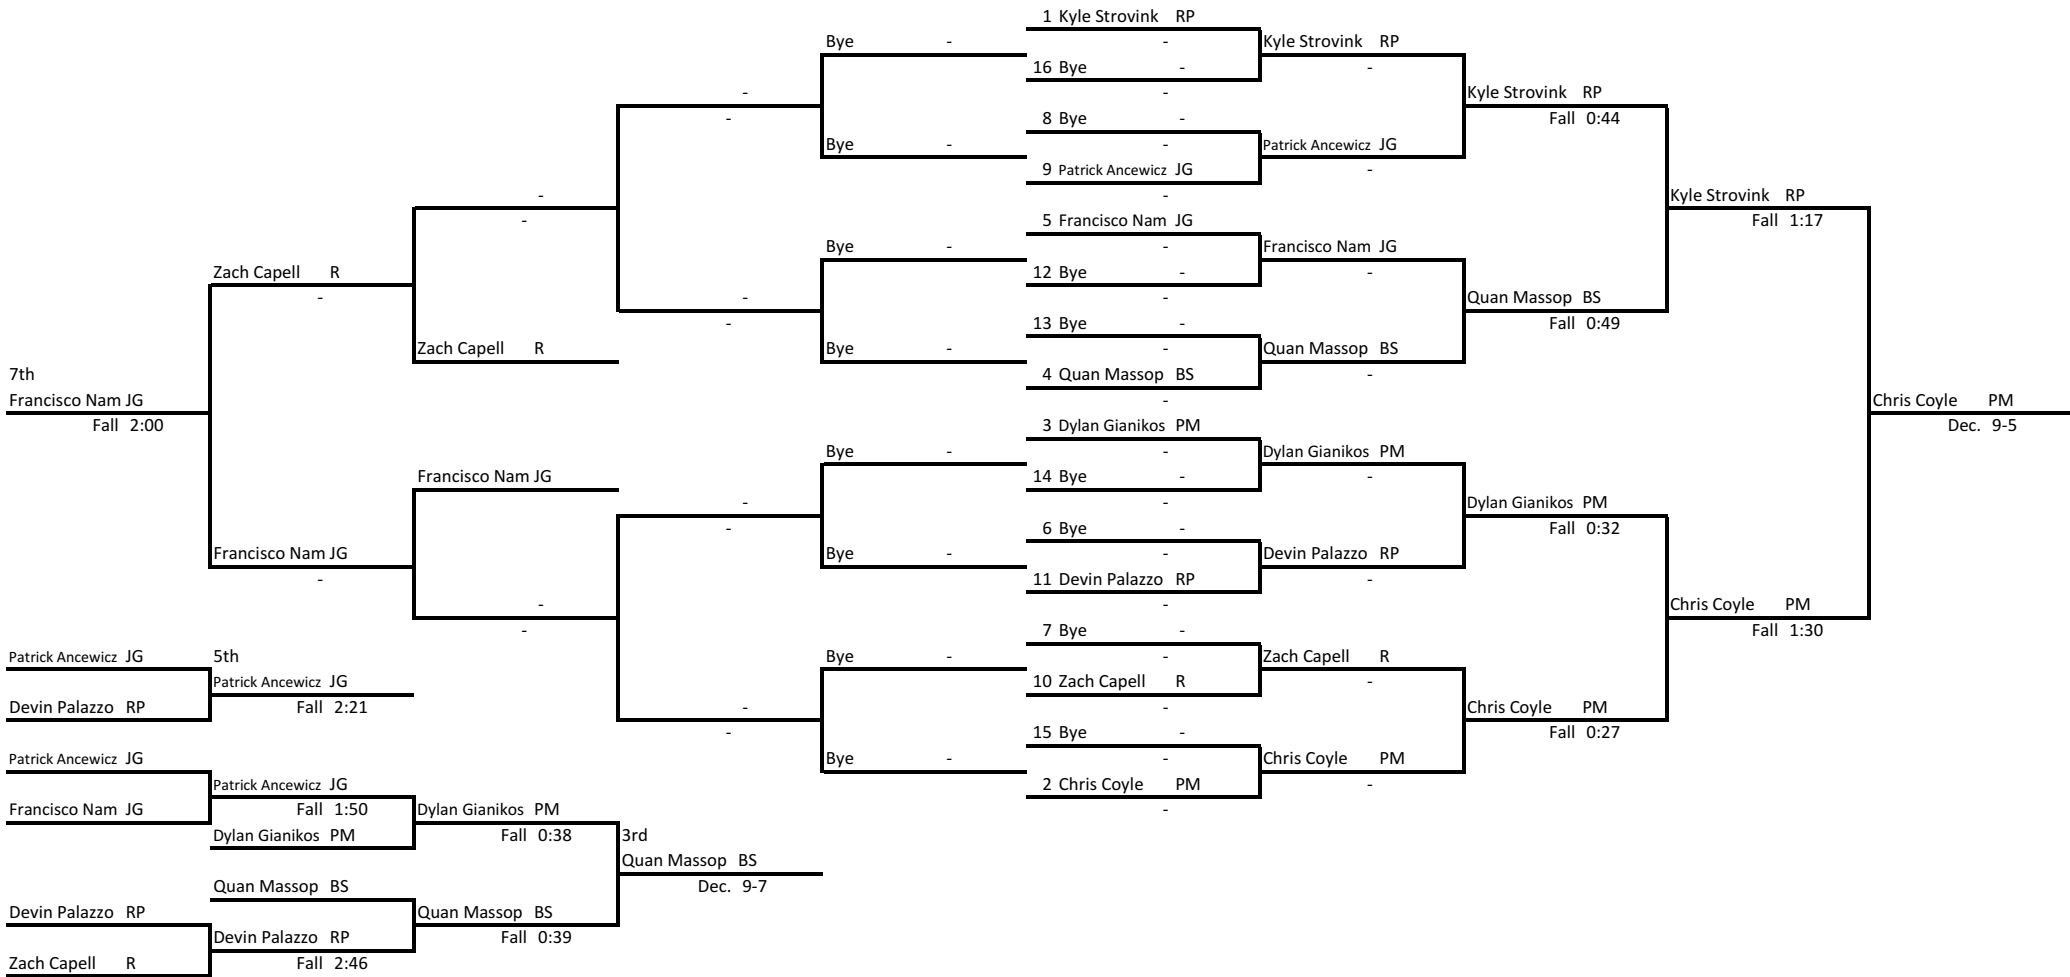 1 Kyle Strovink RP
Bye - - Kyle Strovink RP
16 Bye - -
- - Kyle Strovink RP
- 8 Bye - Fall 0:44
Bye - - Patrick Ancewicz JG
9 Patrick Ancewicz JG -
- - Kyle Strovink RP
- 5 Francisco Nam JG Fall 1:17
Bye - - Francisco Nam JG
Zach Capell R 12 Bye - -
- - - Quan Massop BS
- 13 Bye - Fall 0:49
Zach Capell R Bye - - Quan Massop BS
7th 4 Quan Massop BS -
Francisco Nam JG - Chris Coyle PM
Fall 2:00 3 Dylan Gianikos PM Dec. 9-5
Bye - - Dylan Gianikos PM
Francisco Nam JG 14 Bye - -
- - Dylan Gianikos PM
- 6 Bye - Fall 0:32
Francisco Nam JG Bye - - Devin Palazzo RP
- 11 Devin Palazzo RP -
- - Chris Coyle PM
- 7 Bye - Fall 1:30
Patrick Ancewicz JG 5th Bye - - Zach Capell R
Patrick Ancewicz JG 10 Zach Capell R -
Devin Palazzo RP Fall 2:21 - - Chris Coyle PM
- 15 Bye - Fall 0:27
Patrick Ancewicz JG Bye - - Chris Coyle PM
Patrick Ancewicz JG 2 Chris Coyle PM -
Francisco Nam JG Fall 1:50 Dylan Gianikos PM -
Dylan Gianikos PM Fall 0:38 3rd
Quan Massop BS
Quan Massop BS Dec. 9-7
Devin Palazzo RP Quan Massop BS
Devin Palazzo RP Fall 0:39
Zach Capell R Fall 2:46